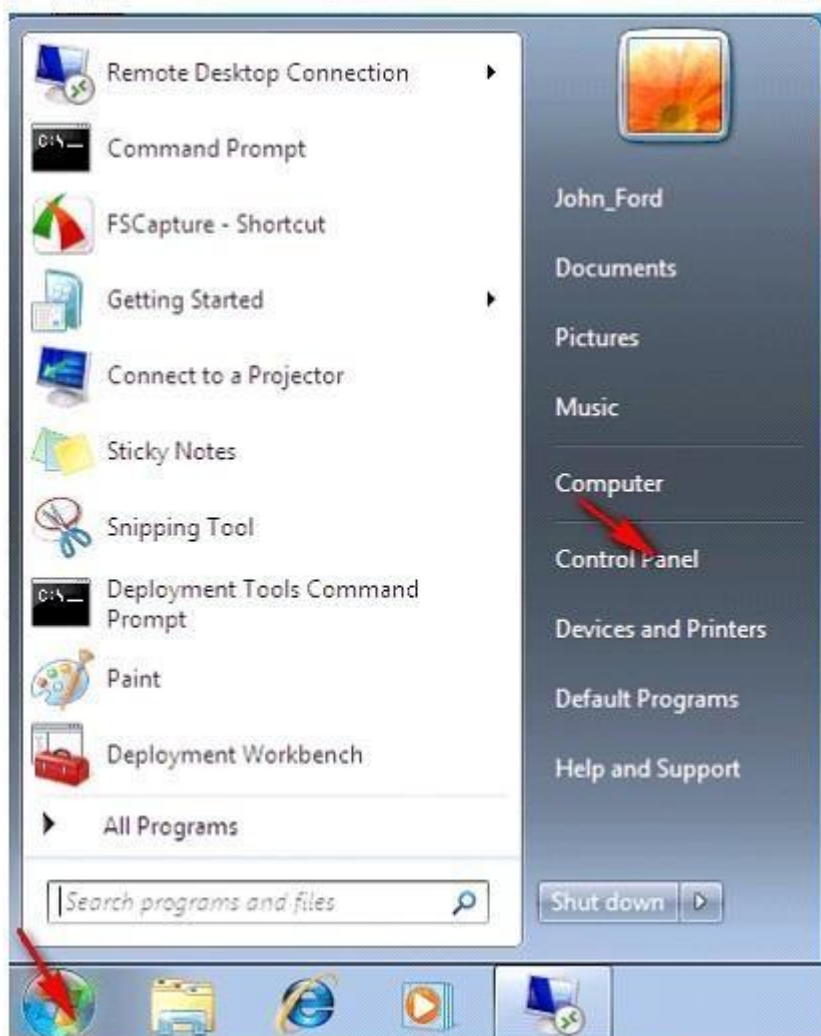 Remote Desktop Connection
Command Prompt
FSCapture - Shortcut
Getting Started
Connect to a Projector
Sticky Notes
Snipping Tool
Deployment Tools Command
Prompt
Paint
Deployment Workbench
All Programs
Search programs and files
John_Ford
Documents
Pictures
Music
Computer
Control Panel
Devices and Printers
Default Programs
Help and Support
Shut down